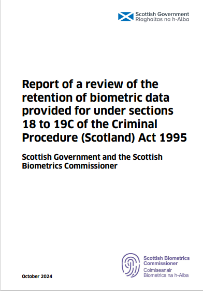 Scottish Government
Riaghaltas na h-Alba
Report of a review of the
retention of biometric data
provided for under sections
18 to 19C of the Criminal
Procedure (Scotland) Act 1995
Scottish Government and the Scottish
Biometrics Commissioner
Scottish Biometrics
Commissioner
Coimiseanair
Biometrics na h-Alba
October 2024